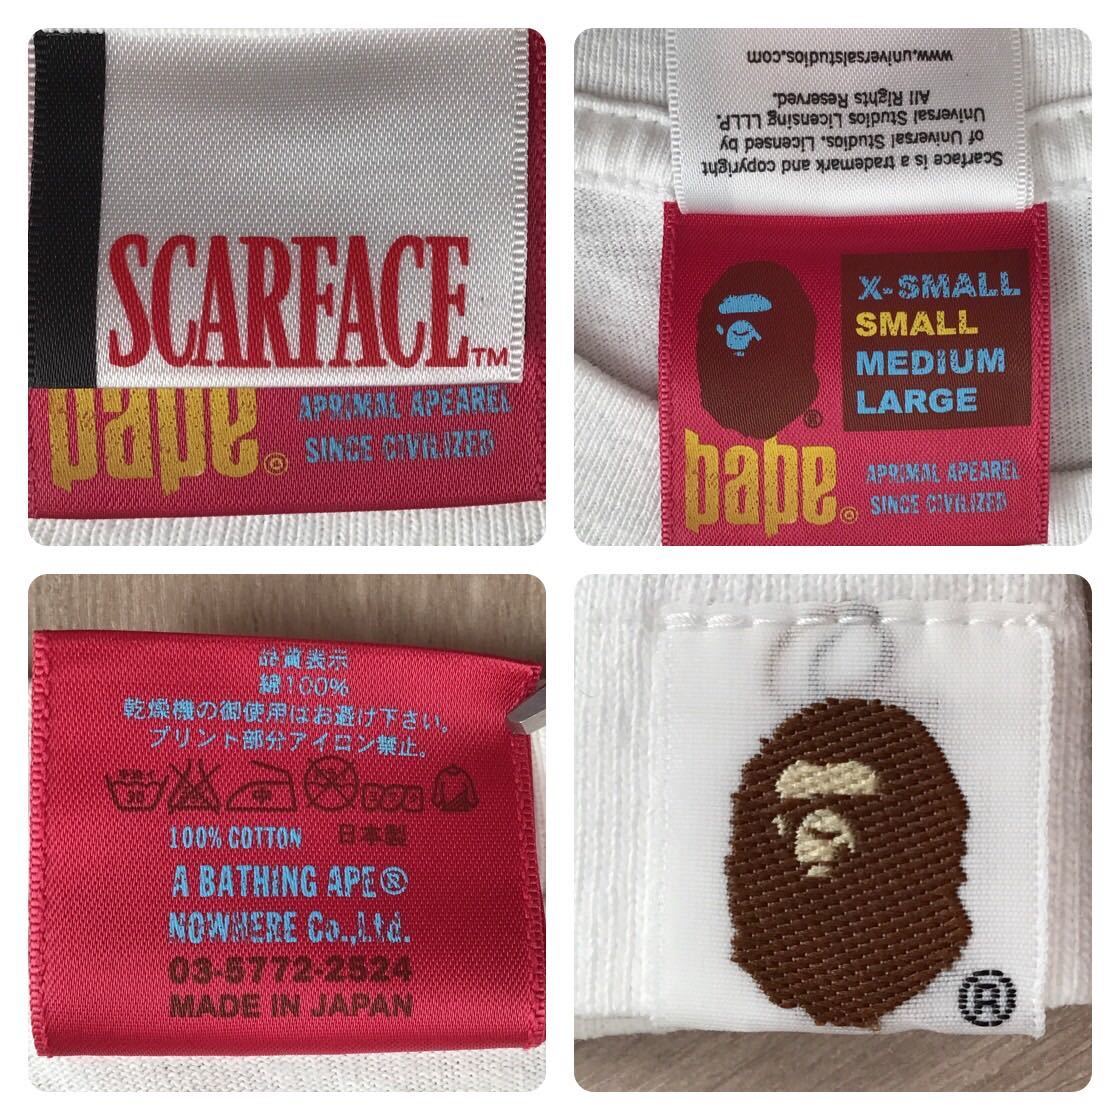 SCARFACE™
bape®
APRIMAL APEAREL
SINCE CIVILIZED
Scarface is a trademark and copyright
of Universal Studios. Licensed by
Universal Studios Licensing LLLP.
All Rights Reserved.
www.universalstudios.com
X-SMALL
SMALL
MEDIUM
LARGE
®
bape®
APRIMAL APEAREL
SINCE CIVILIZED
品質表示
綿100%
乾燥機の御使用はお避け下さい。
プリント部分アイロン禁止。
100% COTTON 日本製
A BATHING APE®
NOWHERE Co.,Ltd.
03-5772-2524
MADE IN JAPAN
®